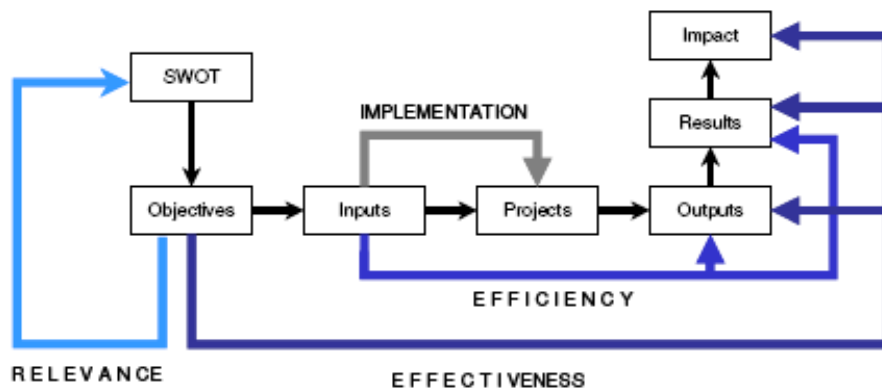 Impact
SWOT
IMPLEMENTATION
Results
Objectives
Inputs
Projects
Outputs
EFFICIENCY
RELEVANCE
EFFECTIVENESS